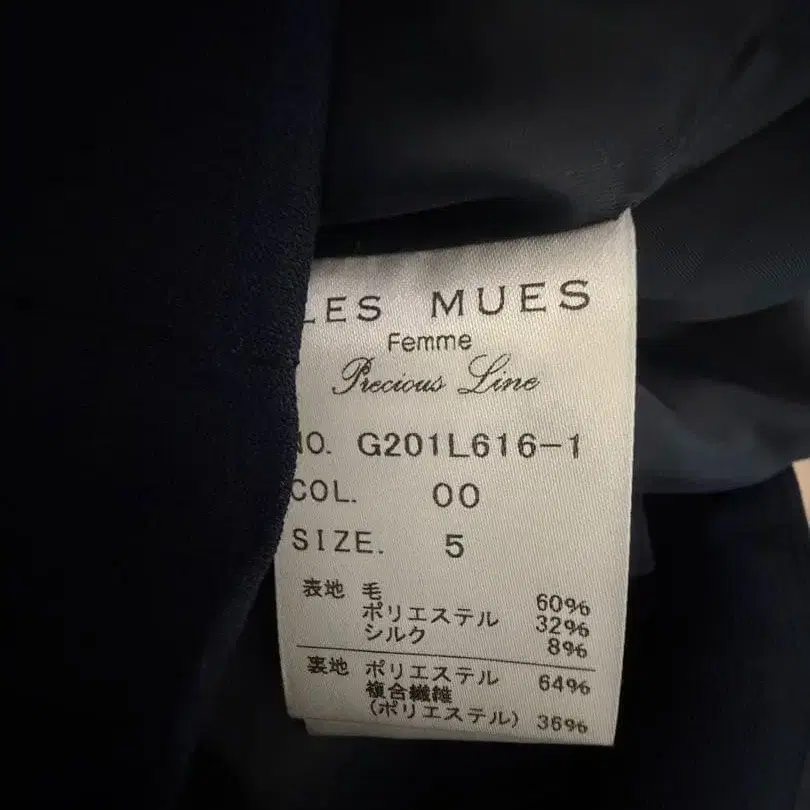 LES MUES
Femme
Precious Line
NO. G201L616-1
COL. 00
SIZE. 5
表地 毛 60%
ポリエステル 32%
シルク 8%
裏地 ポリエステル 64%
複合繊維
(ポリエステル) 36%